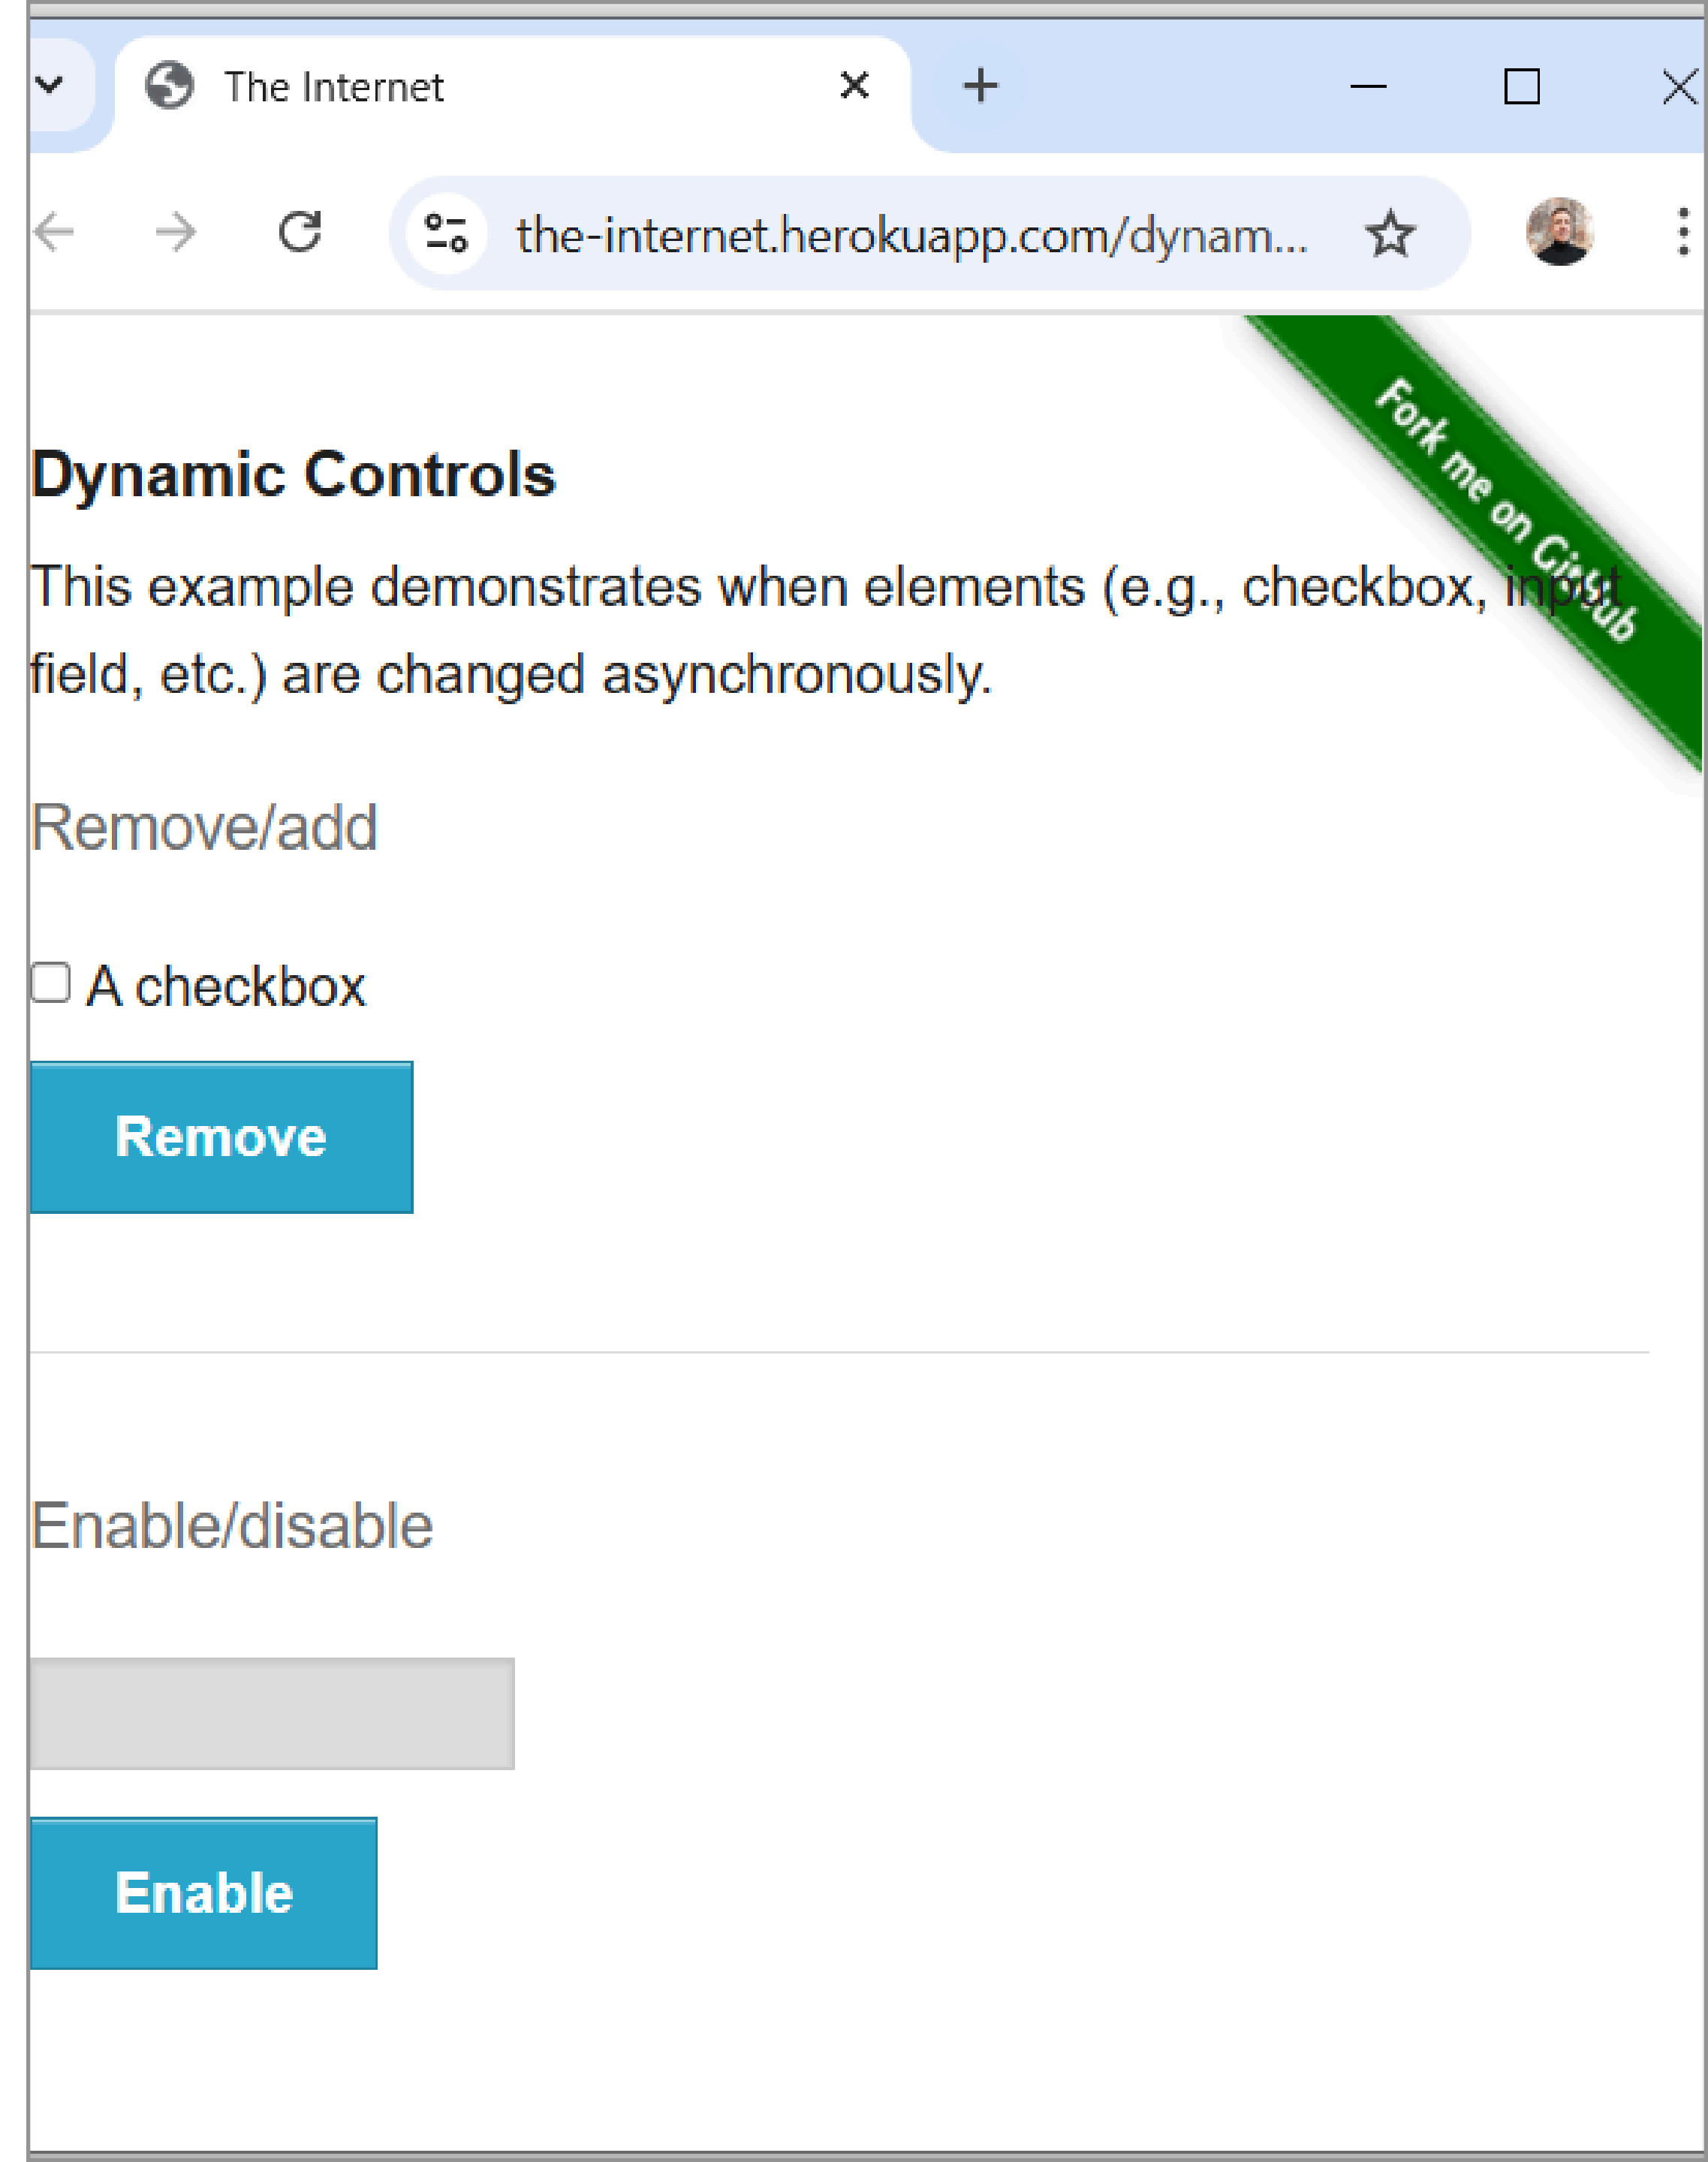 The Internet
the-internet.herokuapp.com/dynam...
Fork me on GitHub
Dynamic Controls
This example demonstrates when elements (e.g., checkbox, input
field, etc.) are changed asynchronously.
Remove/add
A checkbox
Remove
Enable/disable
Enable